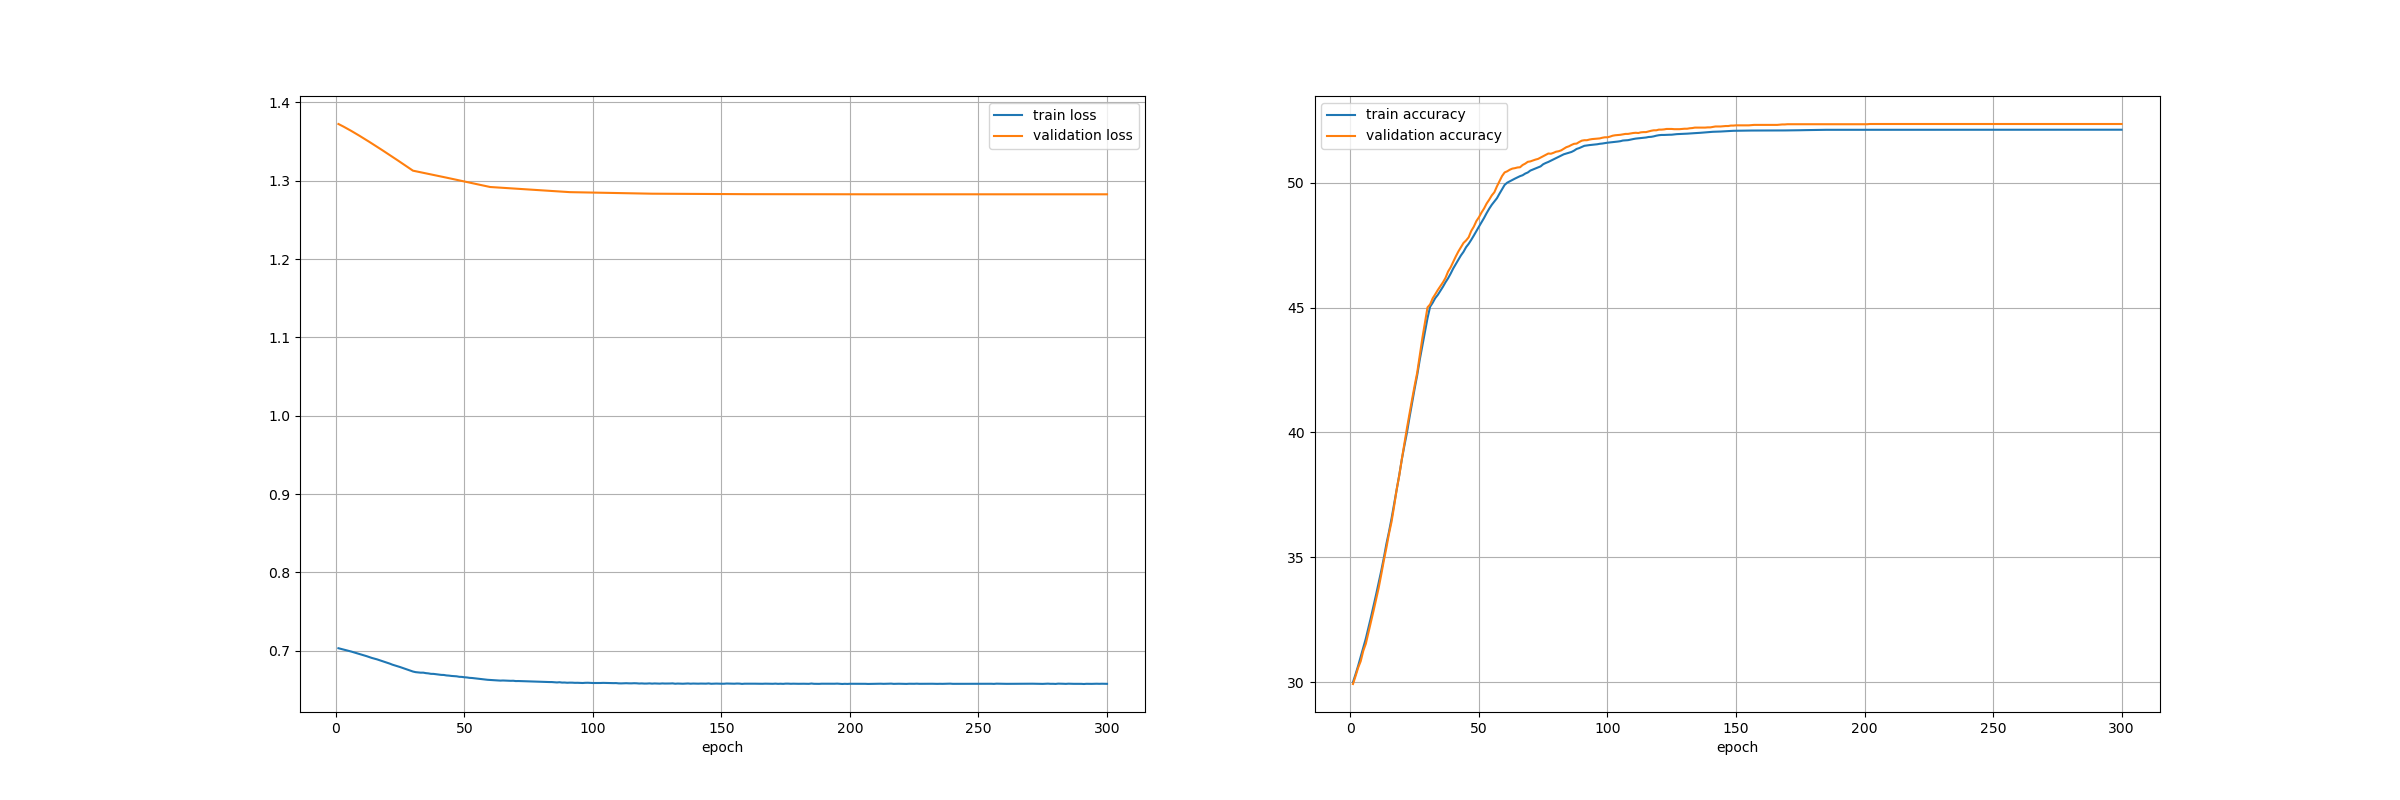 1.4
1.3
1.2
1.1
1.0
0.9
0.8
0.7
0 50 100 150 200 250 300
epoch
train loss
validation loss
50
45
40
35
30
0 50 100 150 200 250 300
epoch
train accuracy
validation accuracy